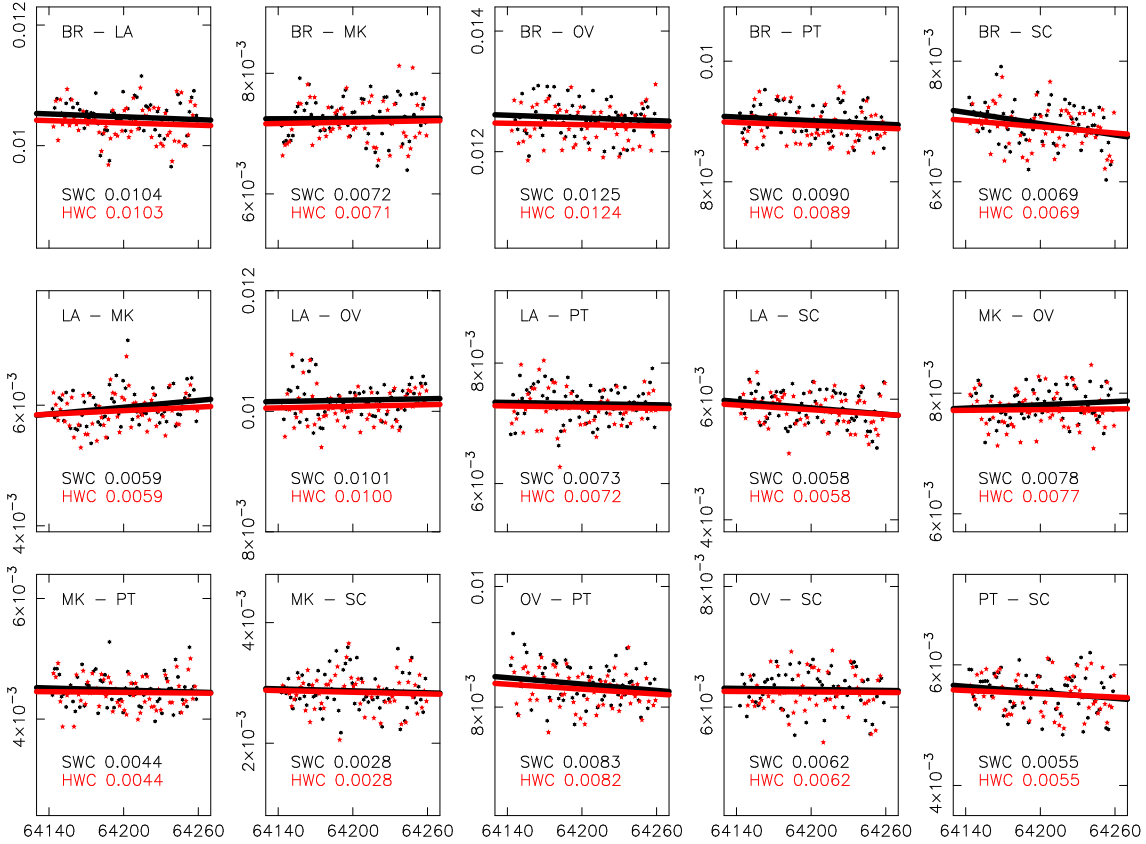 BR – LA
0.012
0.01
SWC 0.0104
HWC 0.0103
BR – MK
8×10⁻³
6×10⁻³
SWC 0.0072
HWC 0.0071
BR – OV
0.014
0.012
SWC 0.0125
HWC 0.0124
BR – PT
0.01
8×10⁻³
SWC 0.0090
HWC 0.0089
BR – SC
8×10⁻³
6×10⁻³
SWC 0.0069
HWC 0.0069
LA – MK
6×10⁻³
4×10⁻³
SWC 0.0059
HWC 0.0059
LA – OV
0.012
0.01
8×10⁻³
SWC 0.0101
HWC 0.0100
LA – PT
8×10⁻³
6×10⁻³
SWC 0.0073
HWC 0.0072
LA – SC
6×10⁻³
4×10⁻³
SWC 0.0058
HWC 0.0058
MK – OV
8×10⁻³
6×10⁻³
SWC 0.0078
HWC 0.0077
MK – PT
6×10⁻³
4×10⁻³
SWC 0.0044
HWC 0.0044
64140 64200 64260
MK – SC
4×10⁻³
2×10⁻³
SWC 0.0028
HWC 0.0028
64140 64200 64260
OV – PT
0.01
8×10⁻³
SWC 0.0083
HWC 0.0082
64140 64200 64260
OV – SC
8×10⁻³
6×10⁻³
SWC 0.0062
HWC 0.0062
64140 64200 64260
PT – SC
6×10⁻³
4×10⁻³
SWC 0.0055
HWC 0.0055
64140 64200 64260